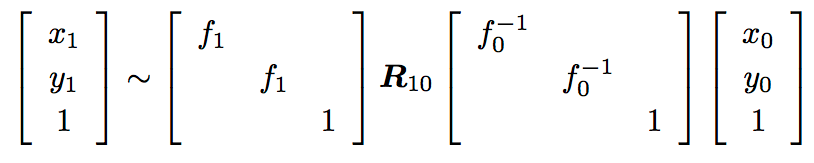 [ x₁ ] ∼ [ f₁ ] R₁₀ [ f₀⁻¹ ] [ x₀ ]
[ y₁ ] [ f₁ ] [ f₀⁻¹ ] [ y₀ ]
[ 1 ] [ 1 ] [ 1 ] [ 1 ]